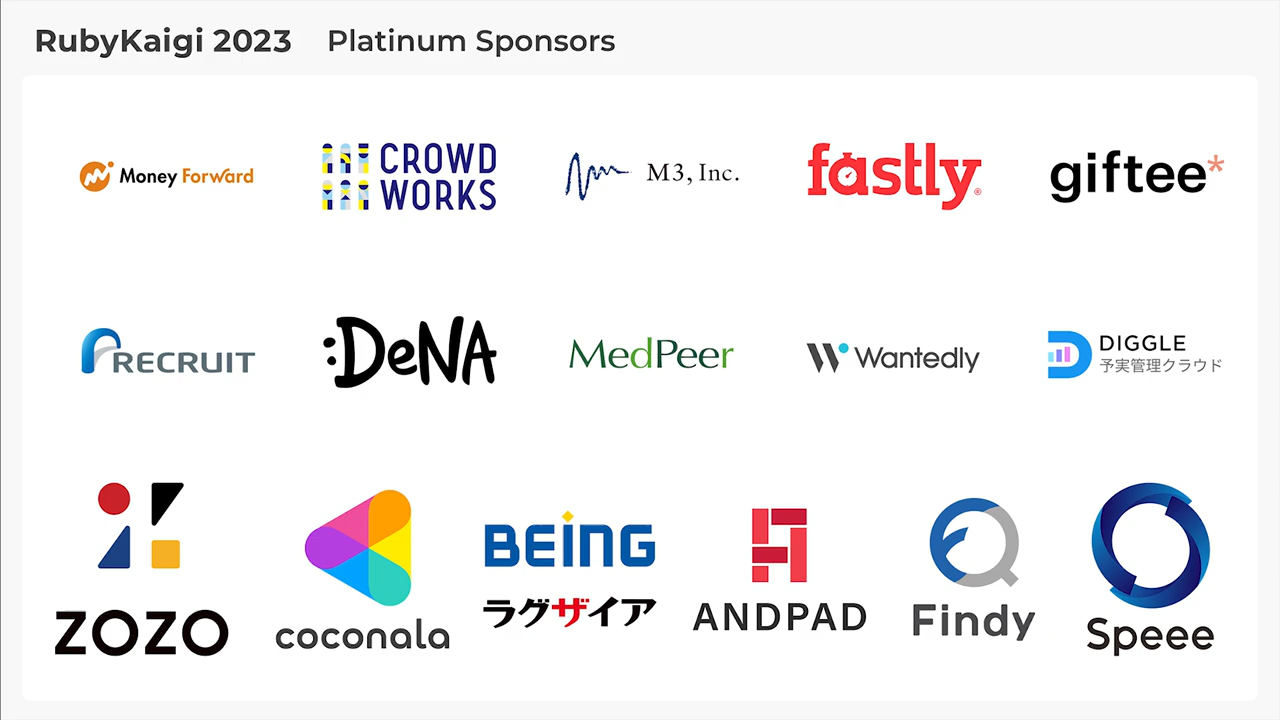 RubyKaigi 2023 Platinum Sponsors
Money Forward
CROWD
WORKS
M3, Inc.
fastly®
giftee*
RECRUIT
:DeNA
MedPeer
Wantedly
DIGGLE
予実管理クラウド
ZOZO
coconala
BEING
ラグザイア
ANDPAD
Findy
Speee